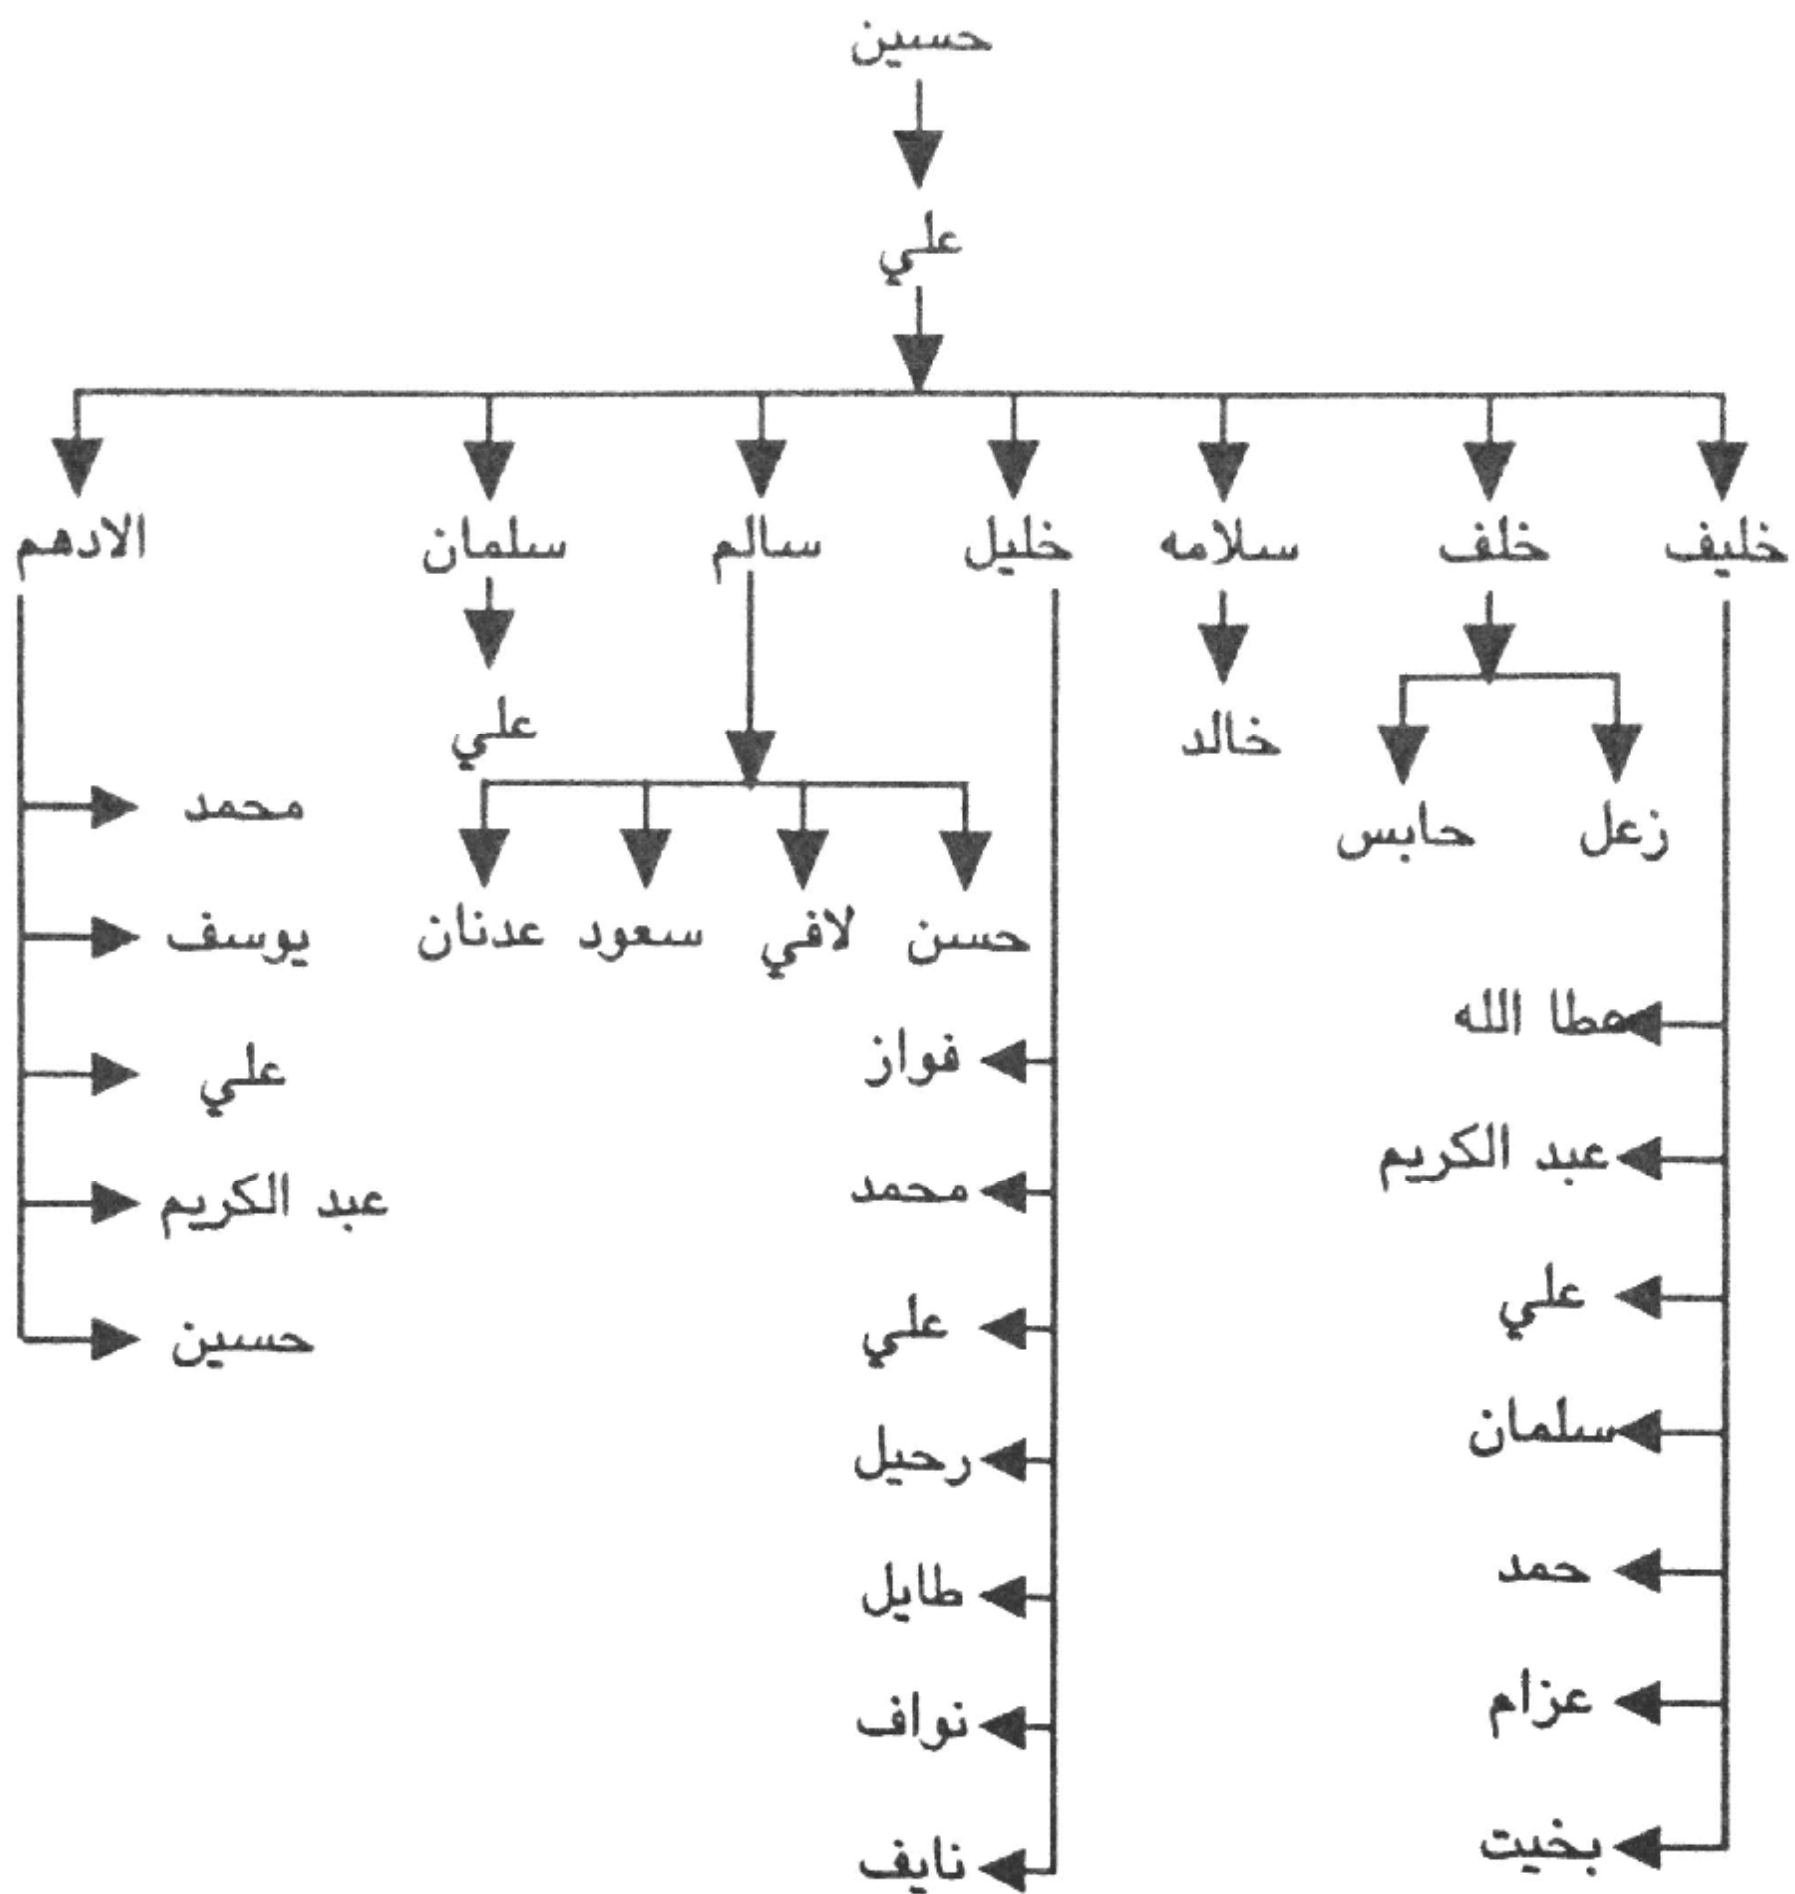 حسين
علي
خليف خلف سلامه خليل سالم سلمان الادهم
علي
خالد
محمد
زعل حابس
حسن لافي سعود عدنان
يوسف
عطا الله
فواز
علي
عبد الكريم
محمد
عبد الكريم
علي
علي
حسين
سلمان
رحيل
حمد
طايل
عزام
نواف
بخيت
نايف